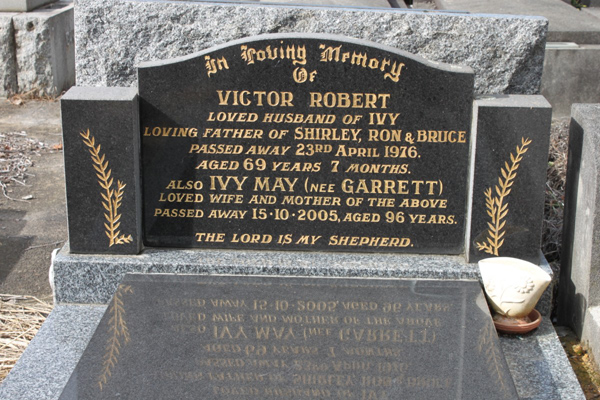 In Loving Memory
Of
VICTOR ROBERT
LOVED HUSBAND OF IVY
LOVING FATHER OF SHIRLEY, RON & BRUCE
PASSED AWAY 23RD APRIL 1976.
AGED 69 YEARS 7 MONTHS.
ALSO IVY MAY (NEE GARRETT)
LOVED WIFE AND MOTHER OF THE ABOVE
PASSED AWAY 15·10·2005, AGED 96 YEARS.
THE LORD IS MY SHEPHERD.